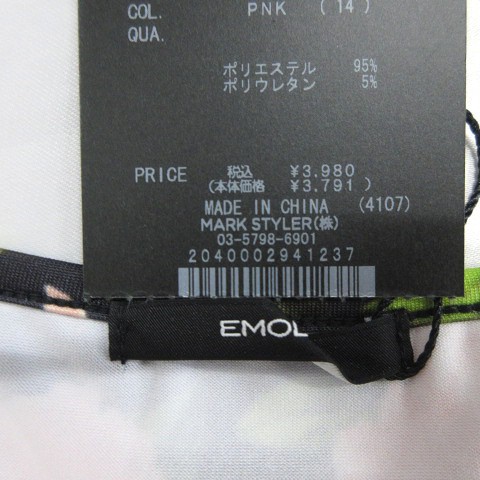 COL. PNK (14)
QUA.
ポリエステル 95%
ポリウレタン 5%
PRICE 税込 ¥3,980
(本体価格 ¥3,791)
MADE IN CHINA (4107)
MARK STYLER(株)
03-5798-6901
2040002941237
EMOL